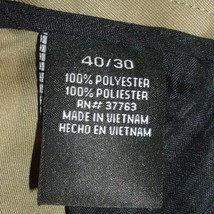 40/30
100% POLYESTER
100% POLIESTER
RN# 37763
MADE IN VIETNAM
HECHO EN VIETNAM